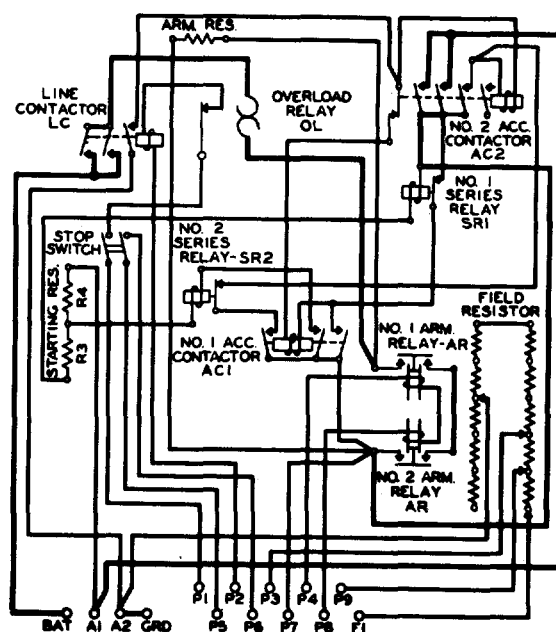 ARM. RES.
LINE
CONTACTOR
LC
OVERLOAD
RELAY
OL
NO. 2 ACC.
CONTACTOR
AC2
NO. 1
SERIES
RELAY
SR1
STOP
SWITCH
NO. 2
SERIES
RELAY-SR2
STARTING RES.
R4
R3
NO. 1 ACC.
CONTACTOR
AC1
NO. 1 ARM.
RELAY-AR
FIELD
RESISTOR
NO. 2 ARM.
RELAY
AR
P1 P2 P3 P4 P9
BAT A1 A2 GRD P5 P6 P7 P8 F1